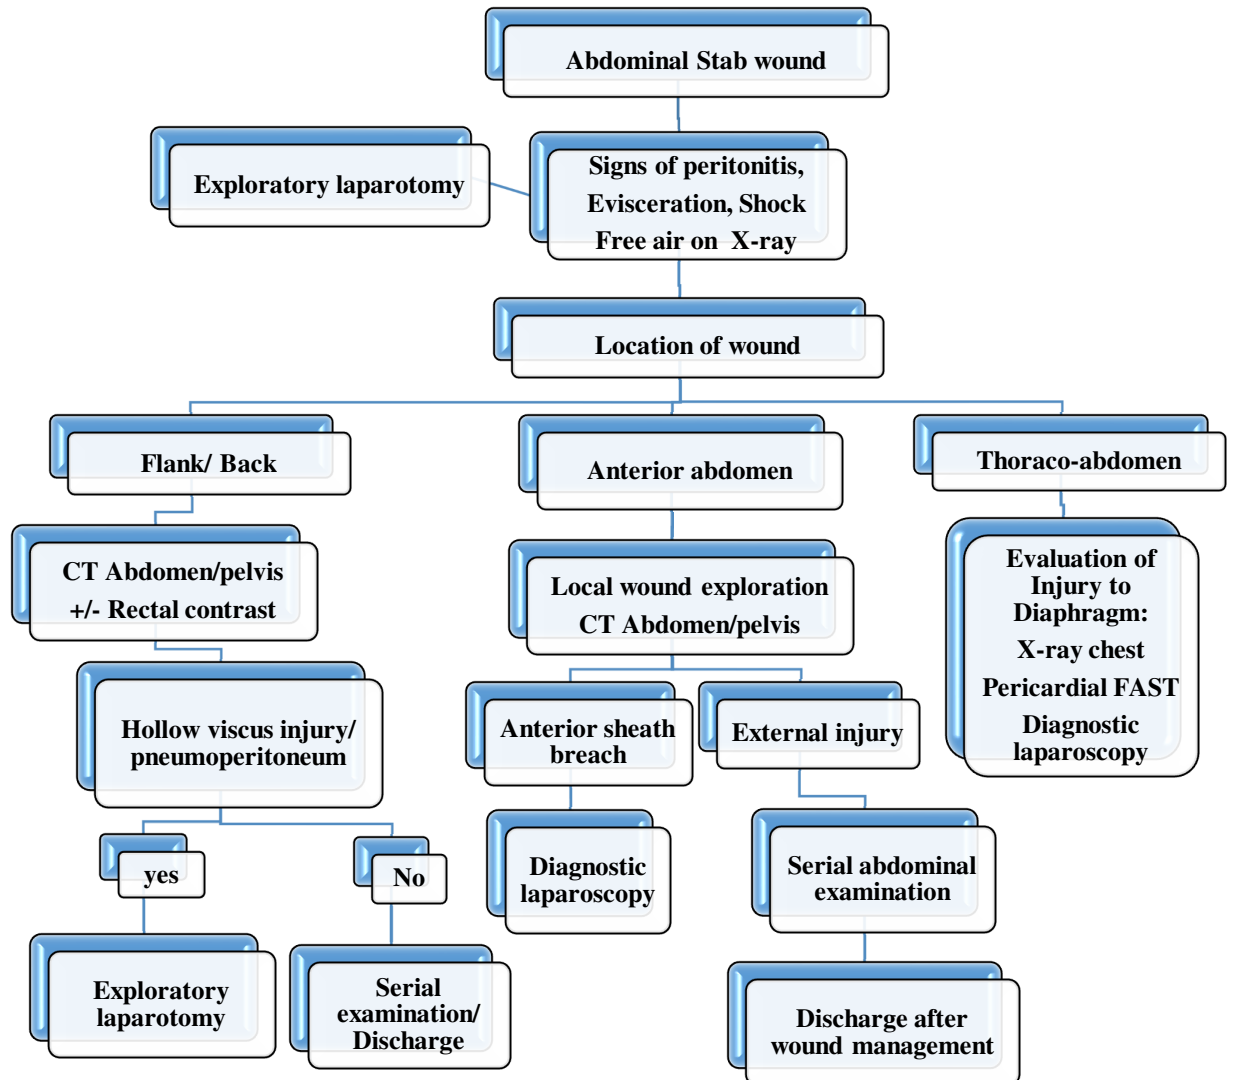 Abdominal Stab wound
Exploratory laparotomy
Signs of peritonitis,
Evisceration, Shock
Free air on X-ray
Location of wound
Flank/ Back
Anterior abdomen
Thoraco-abdomen
CT Abdomen/pelvis
+/- Rectal contrast
Local wound exploration
CT Abdomen/pelvis
Evaluation of
Injury to
Diaphragm:
X-ray chest
Pericardial FAST
Diagnostic
laparoscopy
Hollow viscus injury/
pneumoperitoneum
Anterior sheath
breach
External injury
yes
No
Diagnostic
laparoscopy
Serial abdominal
examination
Exploratory
laparotomy
Serial
examination/
Discharge
Discharge after
wound management